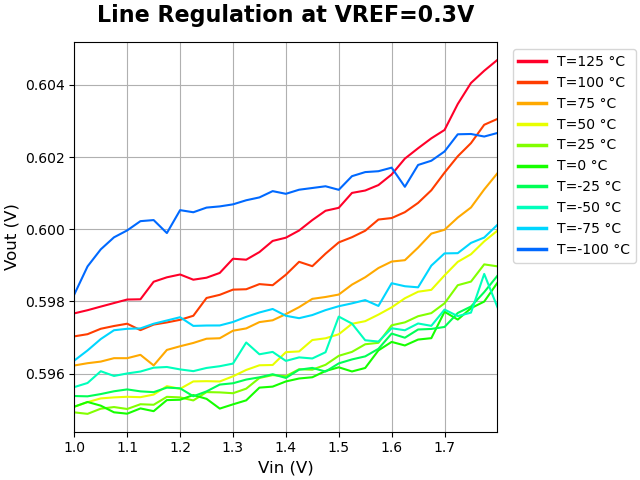 Line Regulation at VREF=0.3V
Vout (V)
0.604
0.602
0.600
0.598
0.596
1.0 1.1 1.2 1.3 1.4 1.5 1.6 1.7
Vin (V)
T=125 °C
T=100 °C
T=75 °C
T=50 °C
T=25 °C
T=0 °C
T=-25 °C
T=-50 °C
T=-75 °C
T=-100 °C